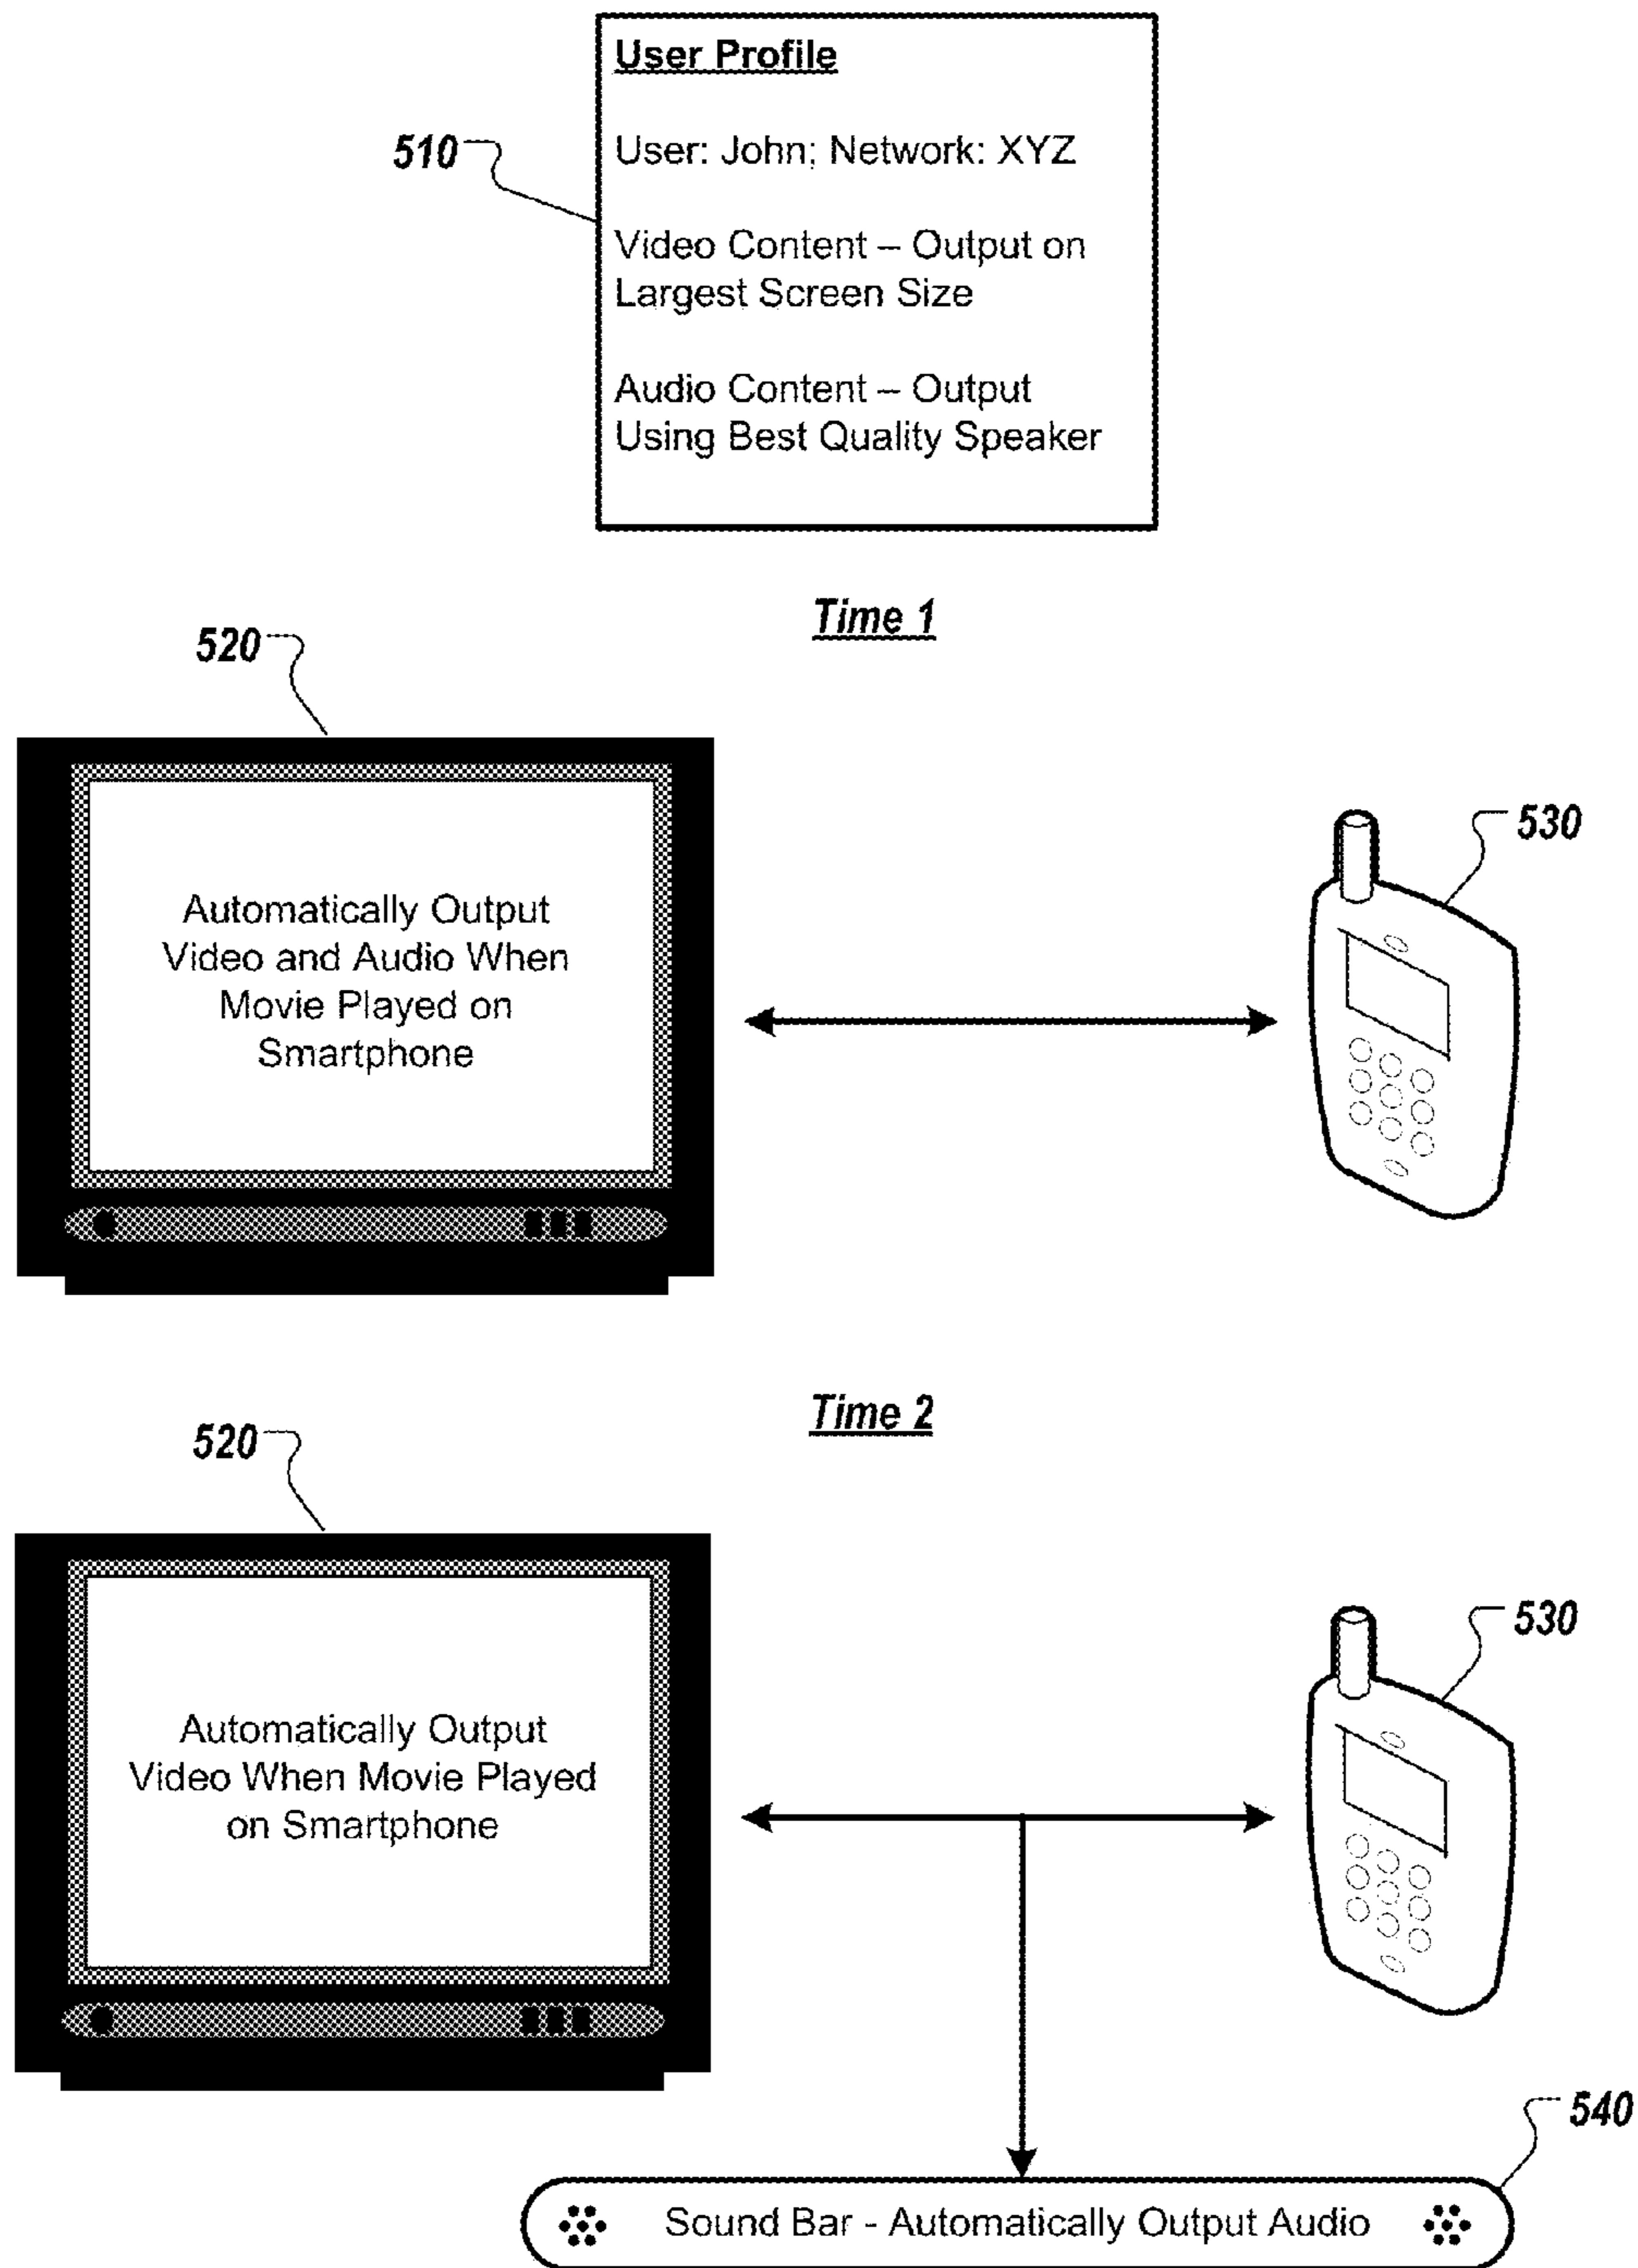 User Profile
510
User: John; Network: XYZ
Video Content – Output on
Largest Screen Size
Audio Content – Output
Using Best Quality Speaker
Time 1
520
530
Automatically Output
Video and Audio When
Movie Played on
Smartphone
Time 2
520
530
Automatically Output
Video When Movie Played
on Smartphone
540
Sound Bar - Automatically Output Audio